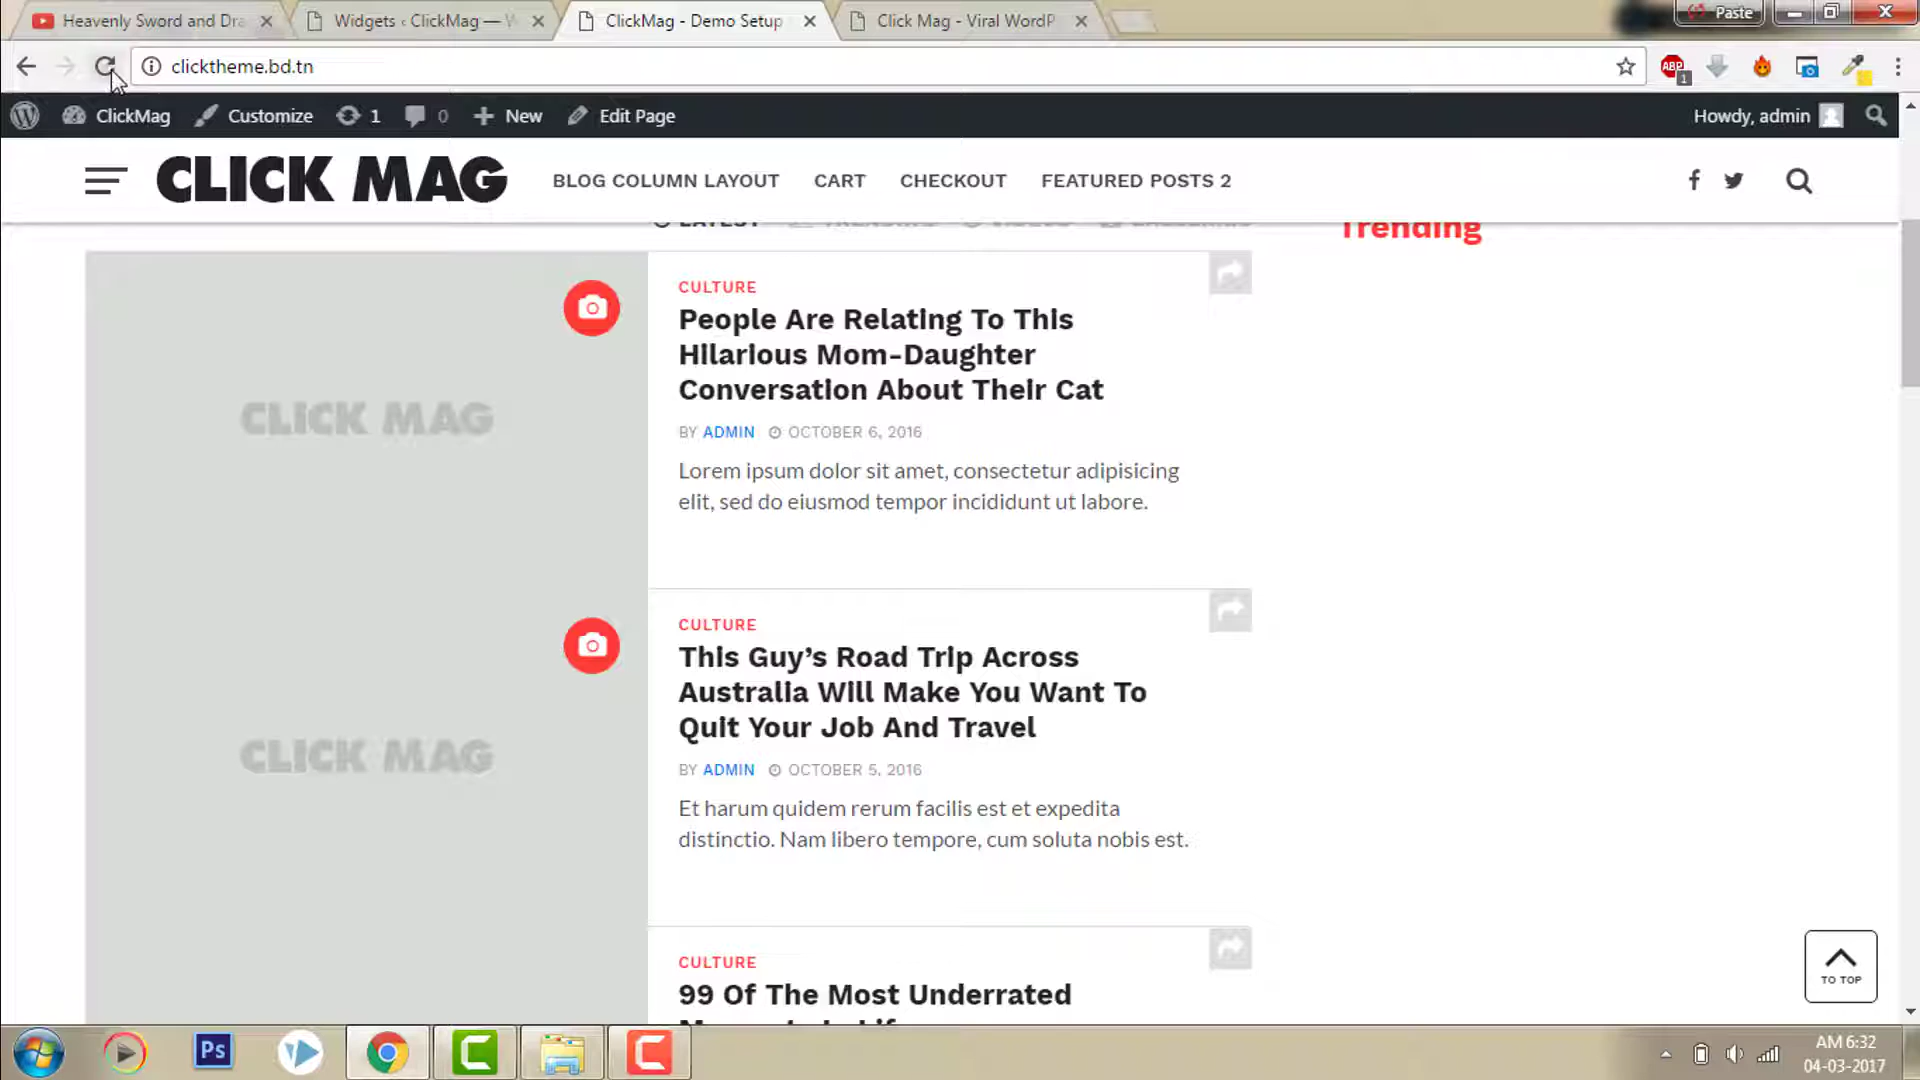 Heavenly Sword and Dra
Widgets ‹ ClickMag —
ClickMag - Demo Setup
Click Mag - Viral WordP
Paste
clicktheme.bd.tn
ABP
1
ClickMag
Customize
1
0
New
Edit Page
Howdy, admin
CLICK MAG
BLOG COLUMN LAYOUT
CART
CHECKOUT
FEATURED POSTS 2
LATEST
Trending
CLICK MAG
CULTURE
People Are Relating To This
Hilarious Mom-Daughter
Conversation About Their Cat
BY ADMIN OCTOBER 6, 2016
Lorem ipsum dolor sit amet, consectetur adipisicing
elit, sed do eiusmod tempor incididunt ut labore.
CLICK MAG
CULTURE
This Guy’s Road Trip Across
Australia Will Make You Want To
Quit Your Job And Travel
BY ADMIN OCTOBER 5, 2016
Et harum quidem rerum facilis est et expedita
distinctio. Nam libero tempore, cum soluta nobis est.
CULTURE
99 Of The Most Underrated
TO TOP
Ps
AM 6:32
04-03-2017